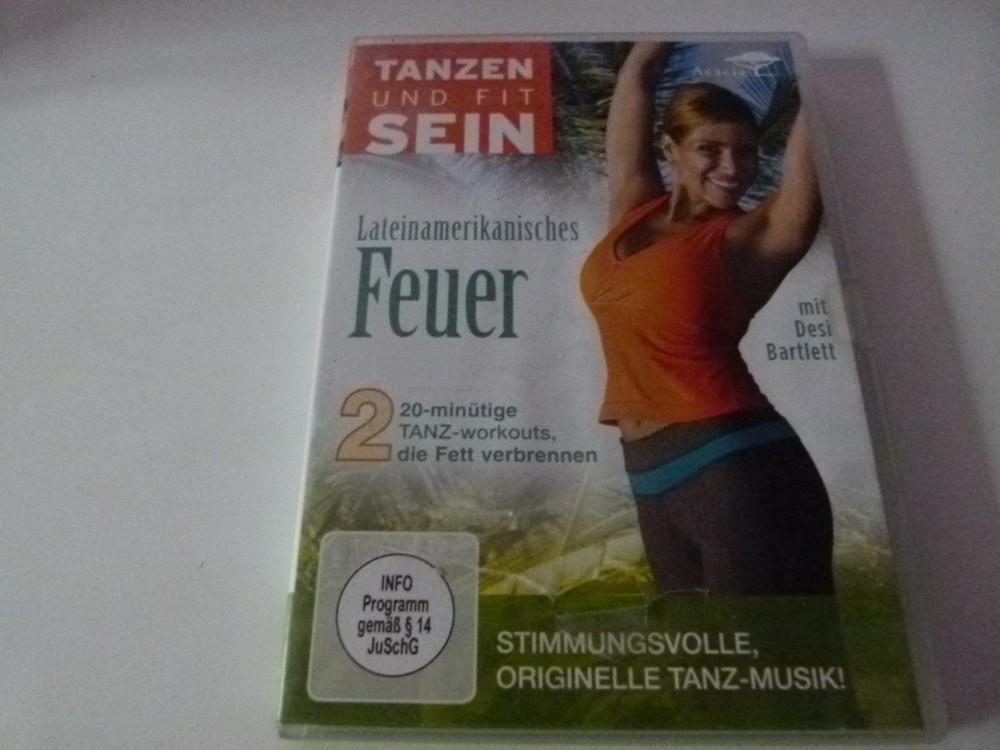 TANZEN
UND FIT
SEIN
Acacia
Lateinamerikanisches
Feuer
mit
Desi
Bartlett
2 20-minütige
TANZ-workouts,
die Fett verbrennen
INFO
Programm
gemäß § 14
JuSchG
STIMMUNGSVOLLE,
ORIGINELLE TANZ-MUSIK!